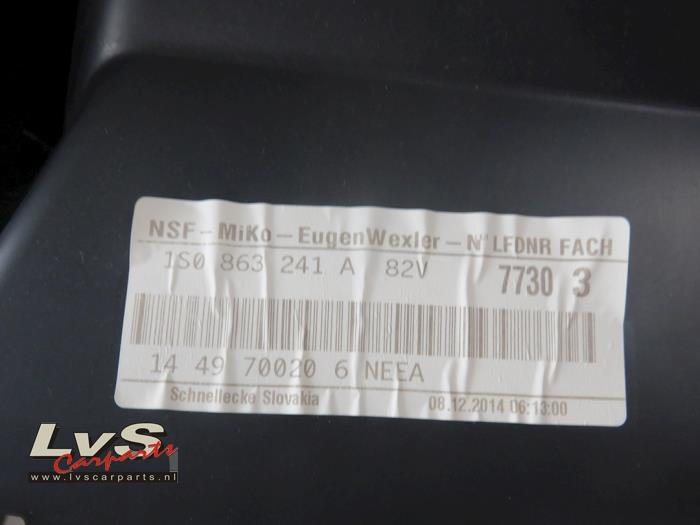 NSF-MiKo-EugenWexler-N" LFDNR FACH
1S0 863 241 A 82V 7730 3
14 49 70020 6 NEEA
Schnellecke Slovakia 08.12.2014 06:13:00
LvS
Carparts
www.lvscarparts.nl